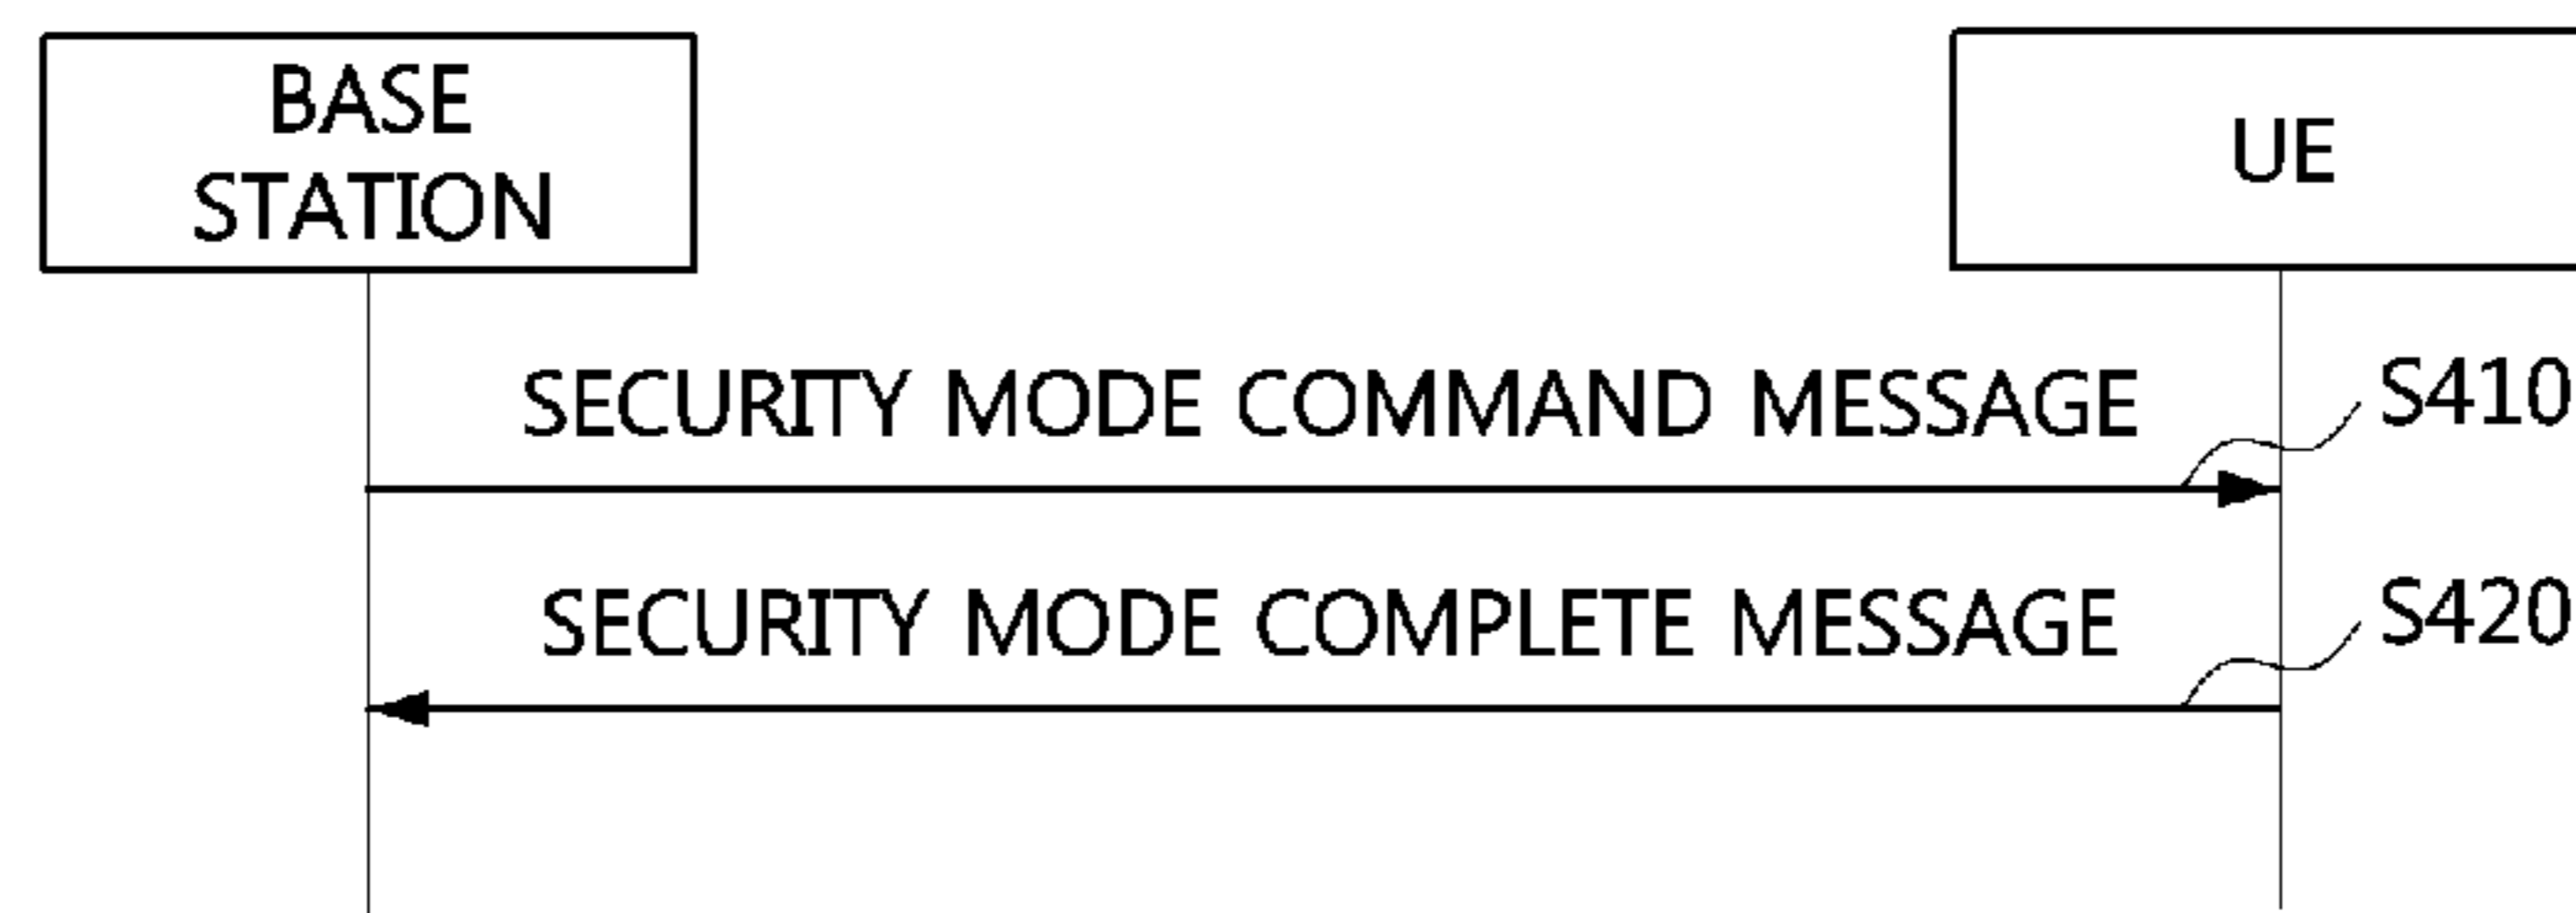 BASE
STATION
UE
SECURITY MODE COMMAND MESSAGE
S410
SECURITY MODE COMPLETE MESSAGE
S420